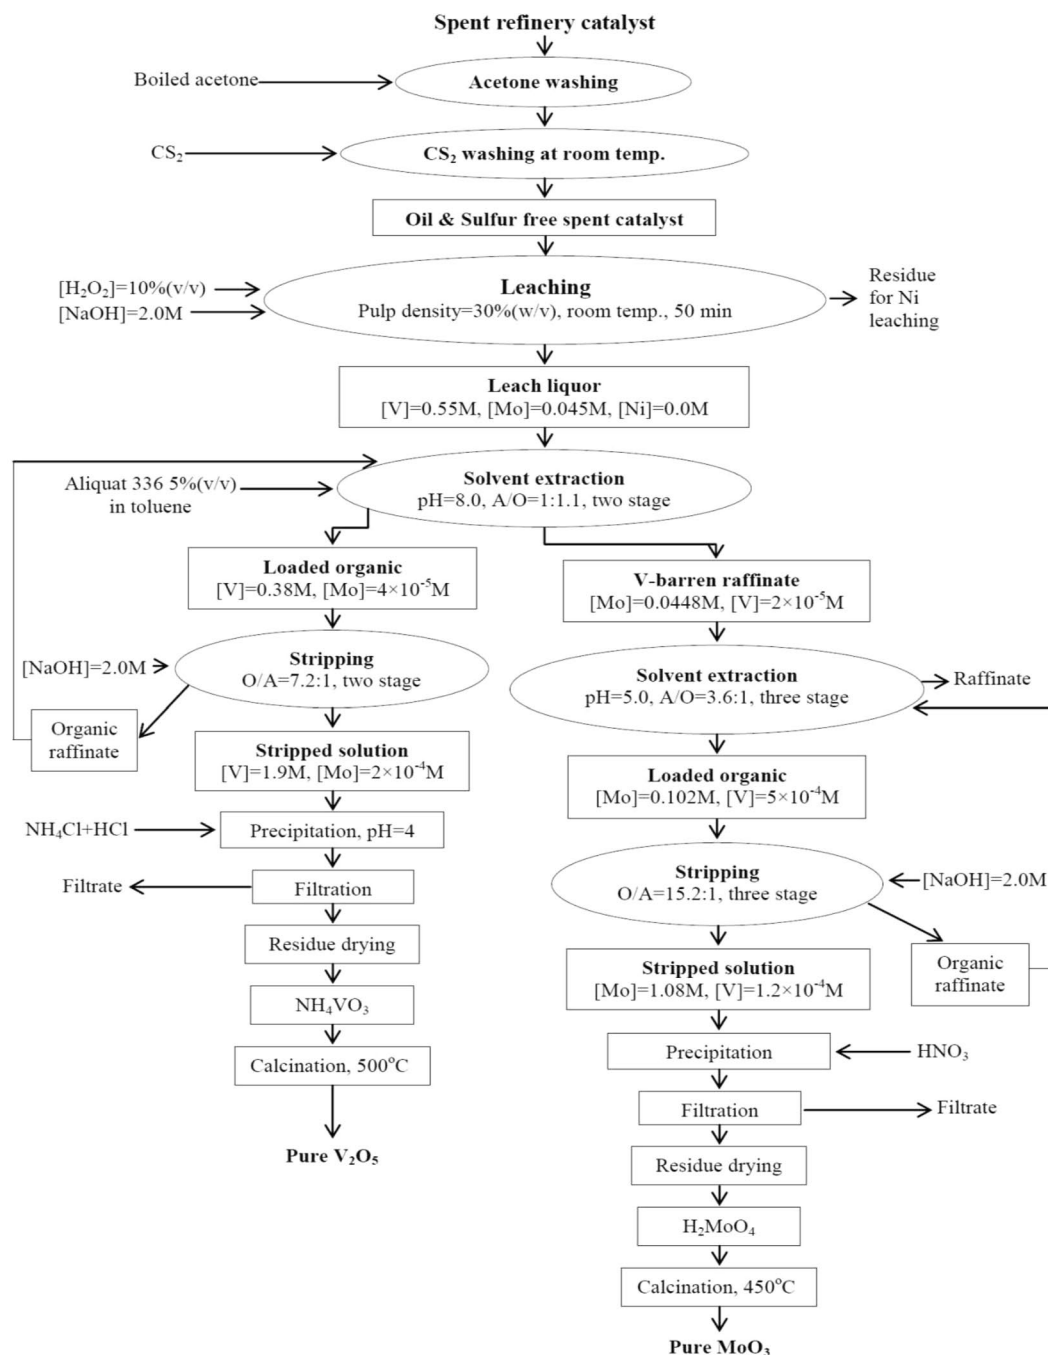 Spent refinery catalyst
Boiled acetone
Acetone washing
CS₂
CS₂ washing at room temp.
Oil & Sulfur free spent catalyst
[H₂O₂]=10%(v/v)
[NaOH]=2.0M
Leaching
Pulp density=30%(w/v), room temp., 50 min
Residue
for Ni
leaching
Leach liquor
[V]=0.55M, [Mo]=0.045M, [Ni]=0.0M
Aliquat 336 5%(v/v)
in toluene
Solvent extraction
pH=8.0, A/O=1:1.1, two stage
Loaded organic
[V]=0.38M, [Mo]=4×10⁻⁵M
[NaOH]=2.0M
Stripping
O/A=7.2:1, two stage
Organic
raffinate
Stripped solution
[V]=1.9M, [Mo]=2×10⁻⁴M
NH₄Cl+HCl
Precipitation, pH=4
Filtrate
Filtration
Residue drying
NH₄VO₃
Calcination, 500°C
Pure V₂O₅
V-barren raffinate
[Mo]=0.0448M, [V]=2×10⁻⁵M
Solvent extraction
pH=5.0, A/O=3.6:1, three stage
Raffinate
Loaded organic
[Mo]=0.102M, [V]=5×10⁻⁴M
Stripping
O/A=15.2:1, three stage
[NaOH]=2.0M
Organic
raffinate
Stripped solution
[Mo]=1.08M, [V]=1.2×10⁻⁴M
Precipitation
HNO₃
Filtration
Filtrate
Residue drying
H₂MoO₄
Calcination, 450°C
Pure MoO₃